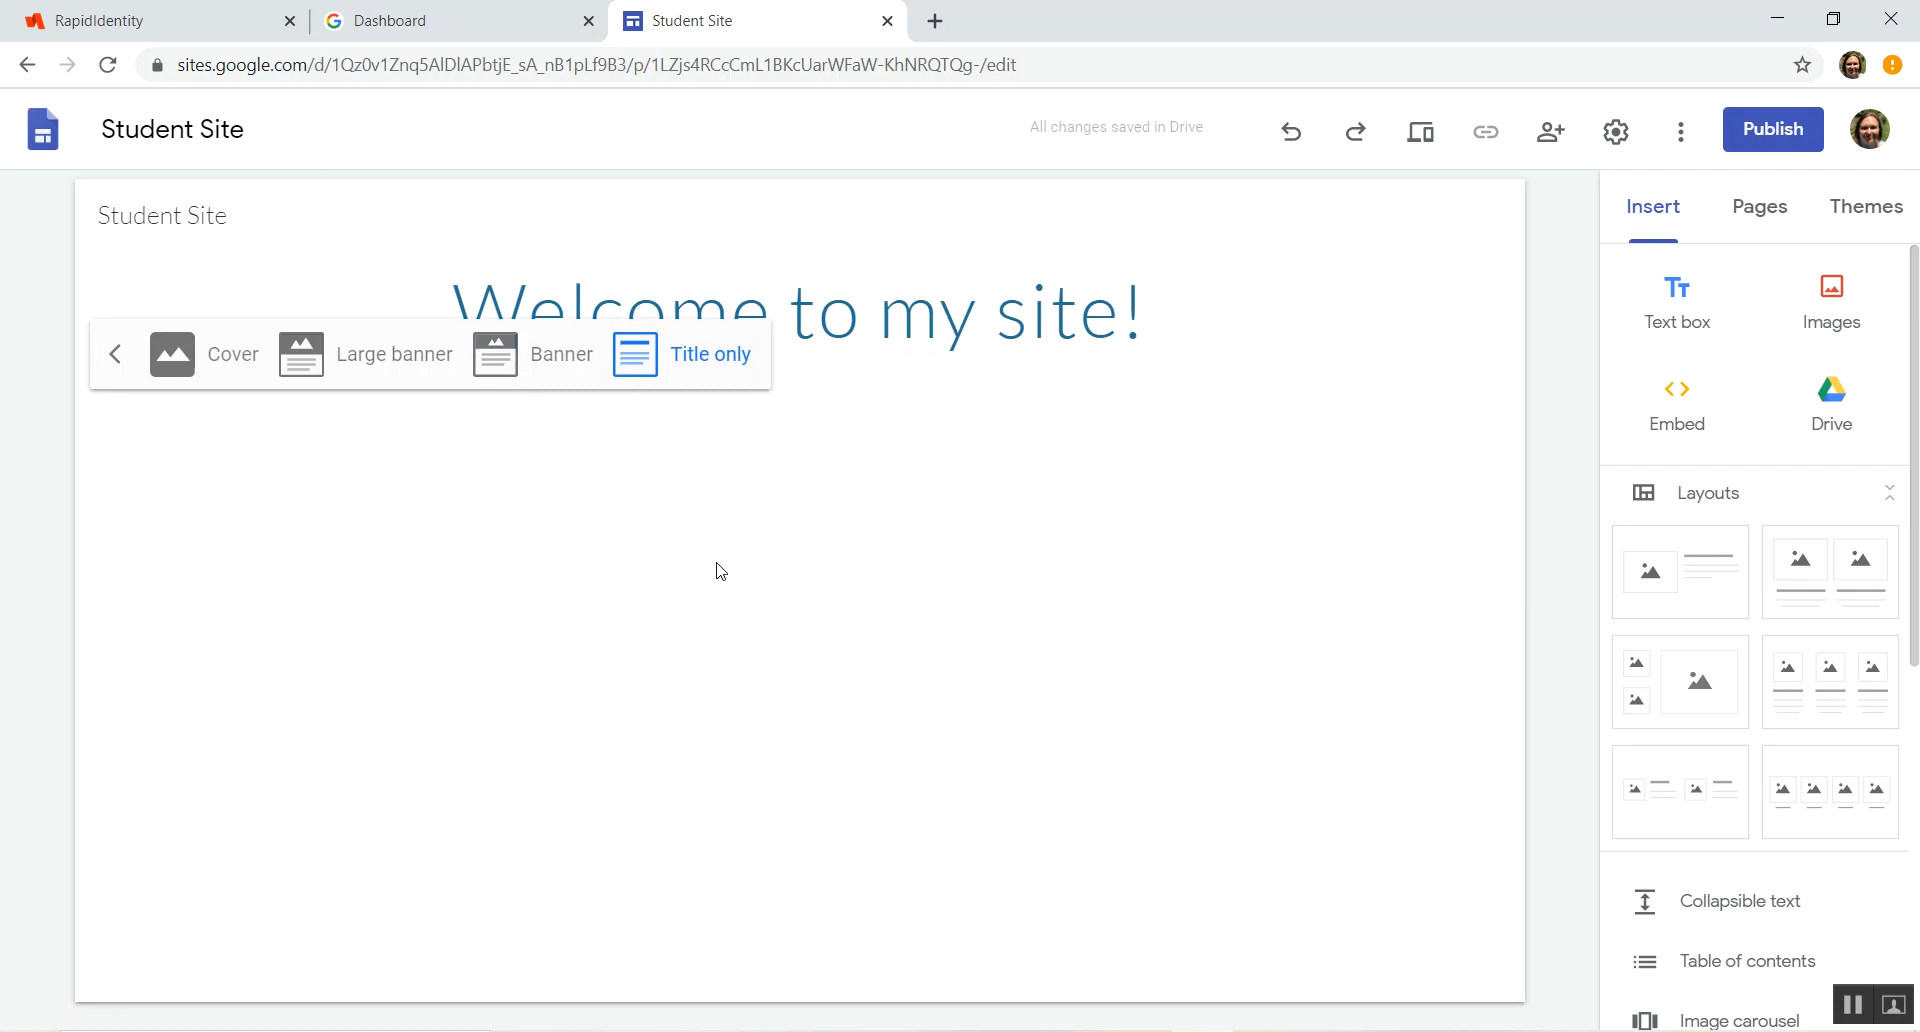 RapidIdentity
Dashboard
Student Site
sites.google.com/d/1Qz0v1Znq5AlDlAPbtjE_sA_nB1pLf9B3/p/1LZjs4RCcCmL1BKcUarWFaW-KhNRQTQg-/edit
Student Site
All changes saved in Drive
Publish
Student Site
Welcome to my site!
Cover
Large banner
Banner
Title only
Insert
Pages
Themes
Text box
Images
Embed
Drive
Layouts
Collapsible text
Table of contents
Image carousel